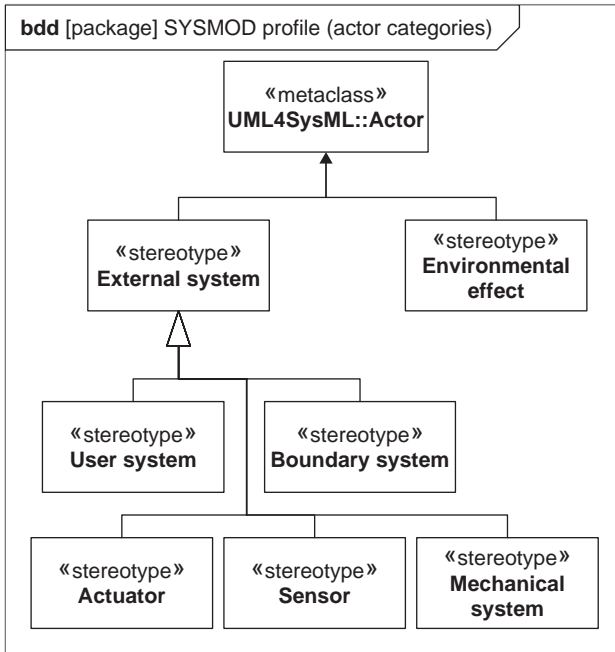 bdd [package] SYSMOD profile (actor categories)
«metaclass»
UML4SysML::Actor
«stereotype»
External system
«stereotype»
Environmental
effect
«stereotype»
User system
«stereotype»
Boundary system
«stereotype»
Actuator
«stereotype»
Sensor
«stereotype»
Mechanical
system